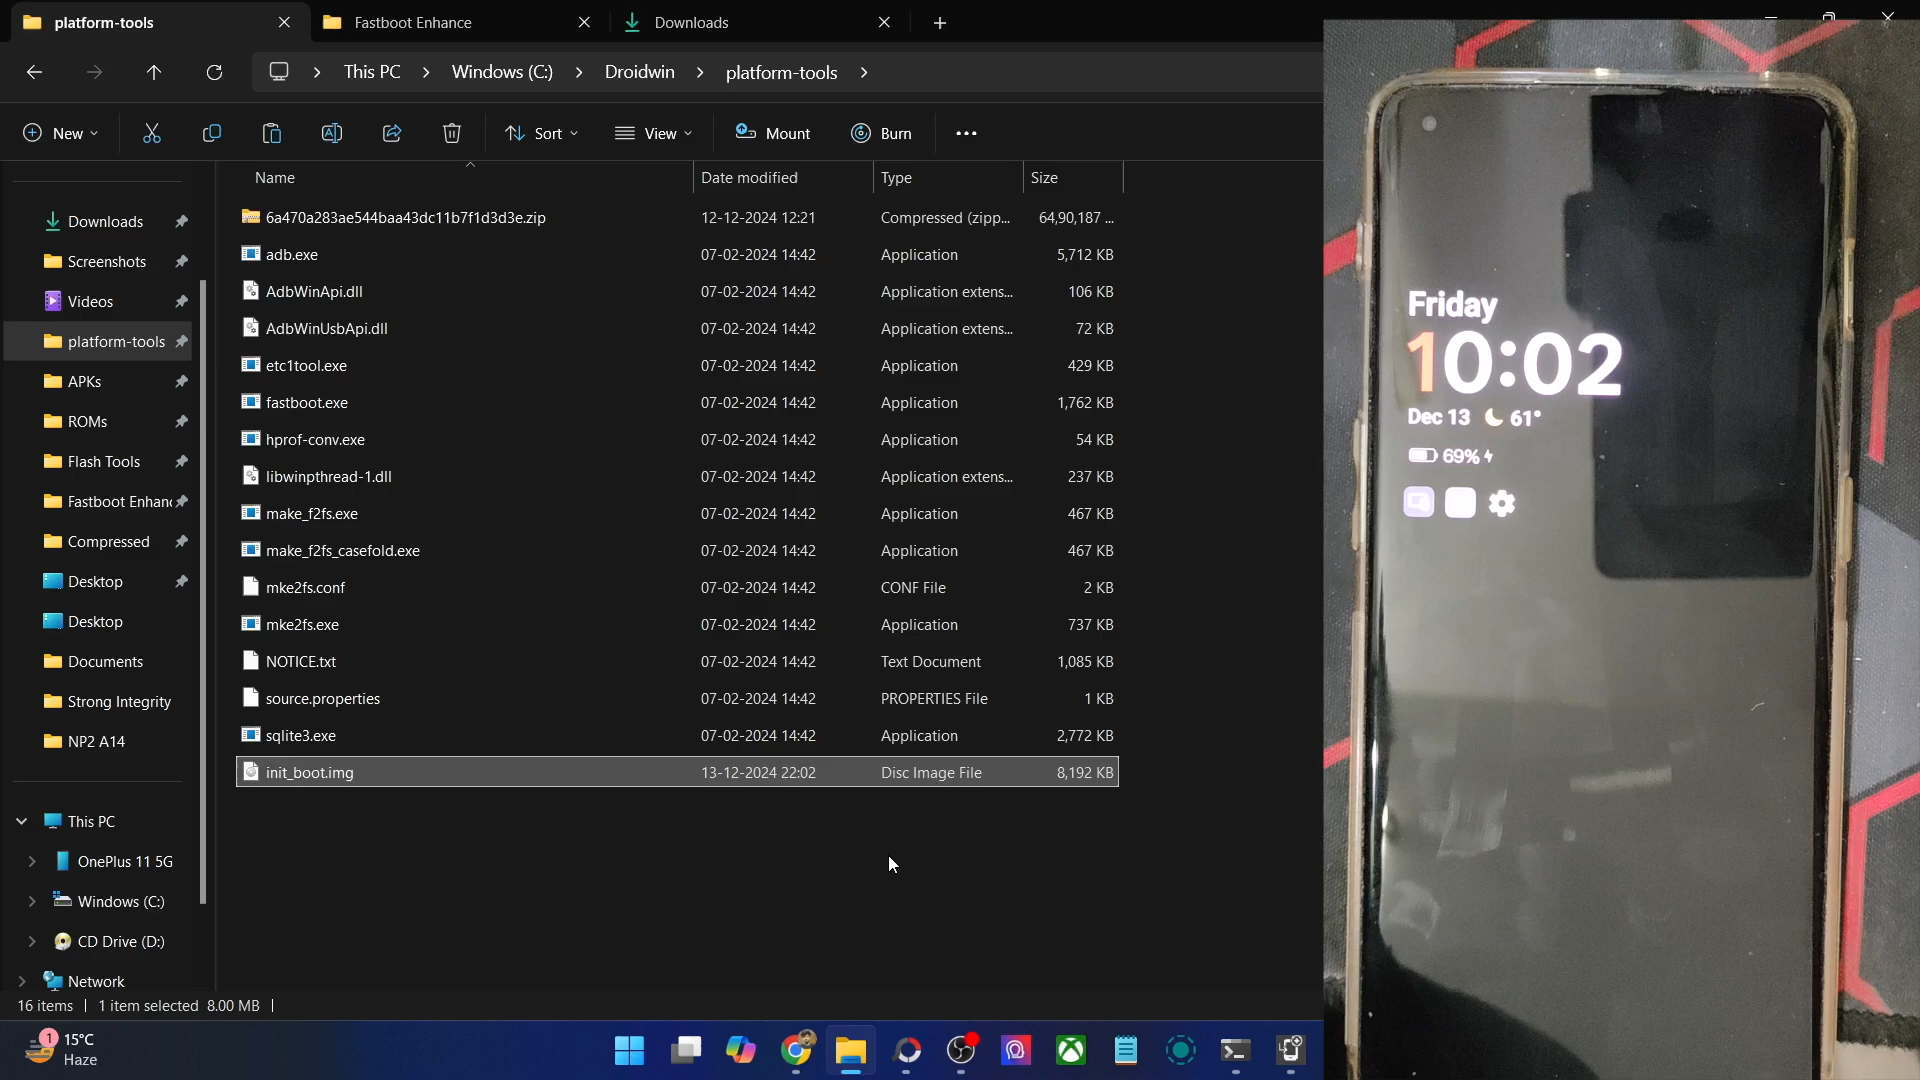 platform-tools
Fastboot Enhance
Downloads
This PC
Windows (C:)
Droidwin
platform-tools
New
Sort
View
Mount
Burn
Name
Date modified
Type
Size
Downloads
Screenshots
Videos
platform-tools
APKs
ROMs
Flash Tools
Fastboot Enhanc
Compressed
Desktop
Desktop
Documents
Strong Integrity
NP2 A14
This PC
OnePlus 11 5G
Windows (C:)
CD Drive (D:)
Network
6a470a283ae544baa43dc11b7f1d3d3e.zip 12-12-2024 12:21 Compressed (zipp... 64,90,187 ...
adb.exe 07-02-2024 14:42 Application 5,712 KB
AdbWinApi.dll 07-02-2024 14:42 Application extens... 106 KB
AdbWinUsbApi.dll 07-02-2024 14:42 Application extens... 72 KB
etc1tool.exe 07-02-2024 14:42 Application 429 KB
fastboot.exe 07-02-2024 14:42 Application 1,762 KB
hprof-conv.exe 07-02-2024 14:42 Application 54 KB
libwinpthread-1.dll 07-02-2024 14:42 Application extens... 237 KB
make_f2fs.exe 07-02-2024 14:42 Application 467 KB
make_f2fs_casefold.exe 07-02-2024 14:42 Application 467 KB
mke2fs.conf 07-02-2024 14:42 CONF File 2 KB
mke2fs.exe 07-02-2024 14:42 Application 737 KB
NOTICE.txt 07-02-2024 14:42 Text Document 1,085 KB
source.properties 07-02-2024 14:42 PROPERTIES File 1 KB
sqlite3.exe 07-02-2024 14:42 Application 2,772 KB
init_boot.img 13-12-2024 22:02 Disc Image File 8,192 KB
16 items 1 item selected 8.00 MB
1
15°C
Haze
Friday
10:02
Dec 13 61°
69%